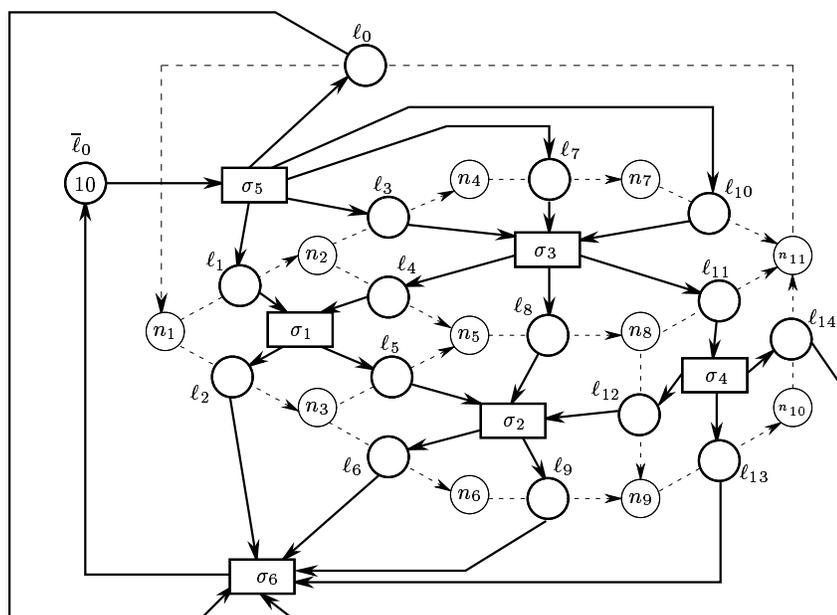 ℓ₀
ℓ̅₀
10
σ₅
ℓ₇
n₄
n₇
ℓ₃
ℓ₁₀
σ₃
n₂
n₁₁
ℓ₁
ℓ₄
ℓ₁₁
n₁
σ₁
ℓ₈
n₅
n₈
ℓ₁₄
ℓ₅
σ₄
ℓ₂
n₃
ℓ₁₂
n₁₀
σ₂
ℓ₆
ℓ₉
ℓ₁₃
n₆
n₉
σ₆